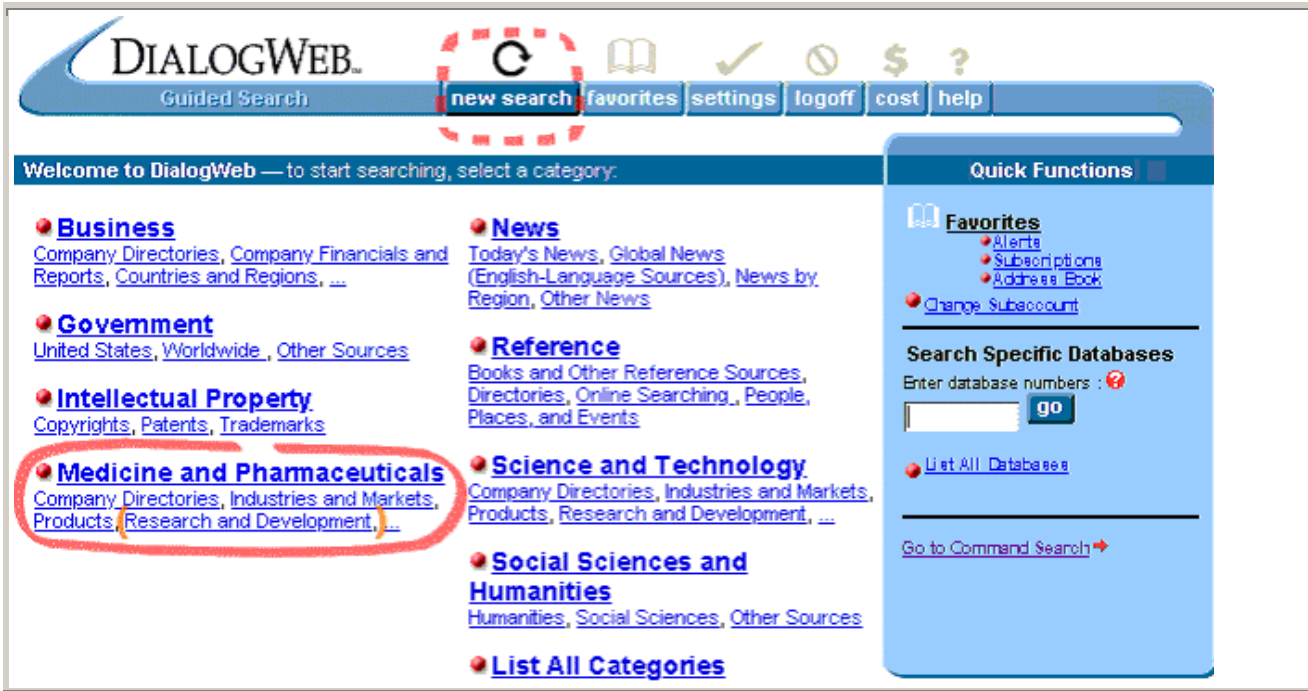 DIALOGWEB™
Guided Search
new search
favorites
settings
logoff
cost
help
Welcome to DialogWeb — to start searching, select a category:
Business
Company Directories, Company Financials and
Reports, Countries and Regions, ...
Government
United States, Worldwide , Other Sources
Intellectual Property
Copyrights, Patents, Trademarks
Medicine and Pharmaceuticals
Company Directories, Industries and Markets,
Products, (Research and Development,) ...
News
Today's News, Global News
(English-Language Sources), News by
Region, Other News
Reference
Books and Other Reference Sources,
Directories, Online Searching , People,
Places, and Events
Science and Technology
Company Directories, Industries and Markets,
Products, Research and Development, ...
Social Sciences and
Humanities
Humanities, Social Sciences, Other Sources
List All Categories
Quick Functions
Favorites
Alerts
Subscriptions
Address Book
Change Subaccount
Search Specific Databases
Enter database numbers :
go
List All Databases
Go to Command Search